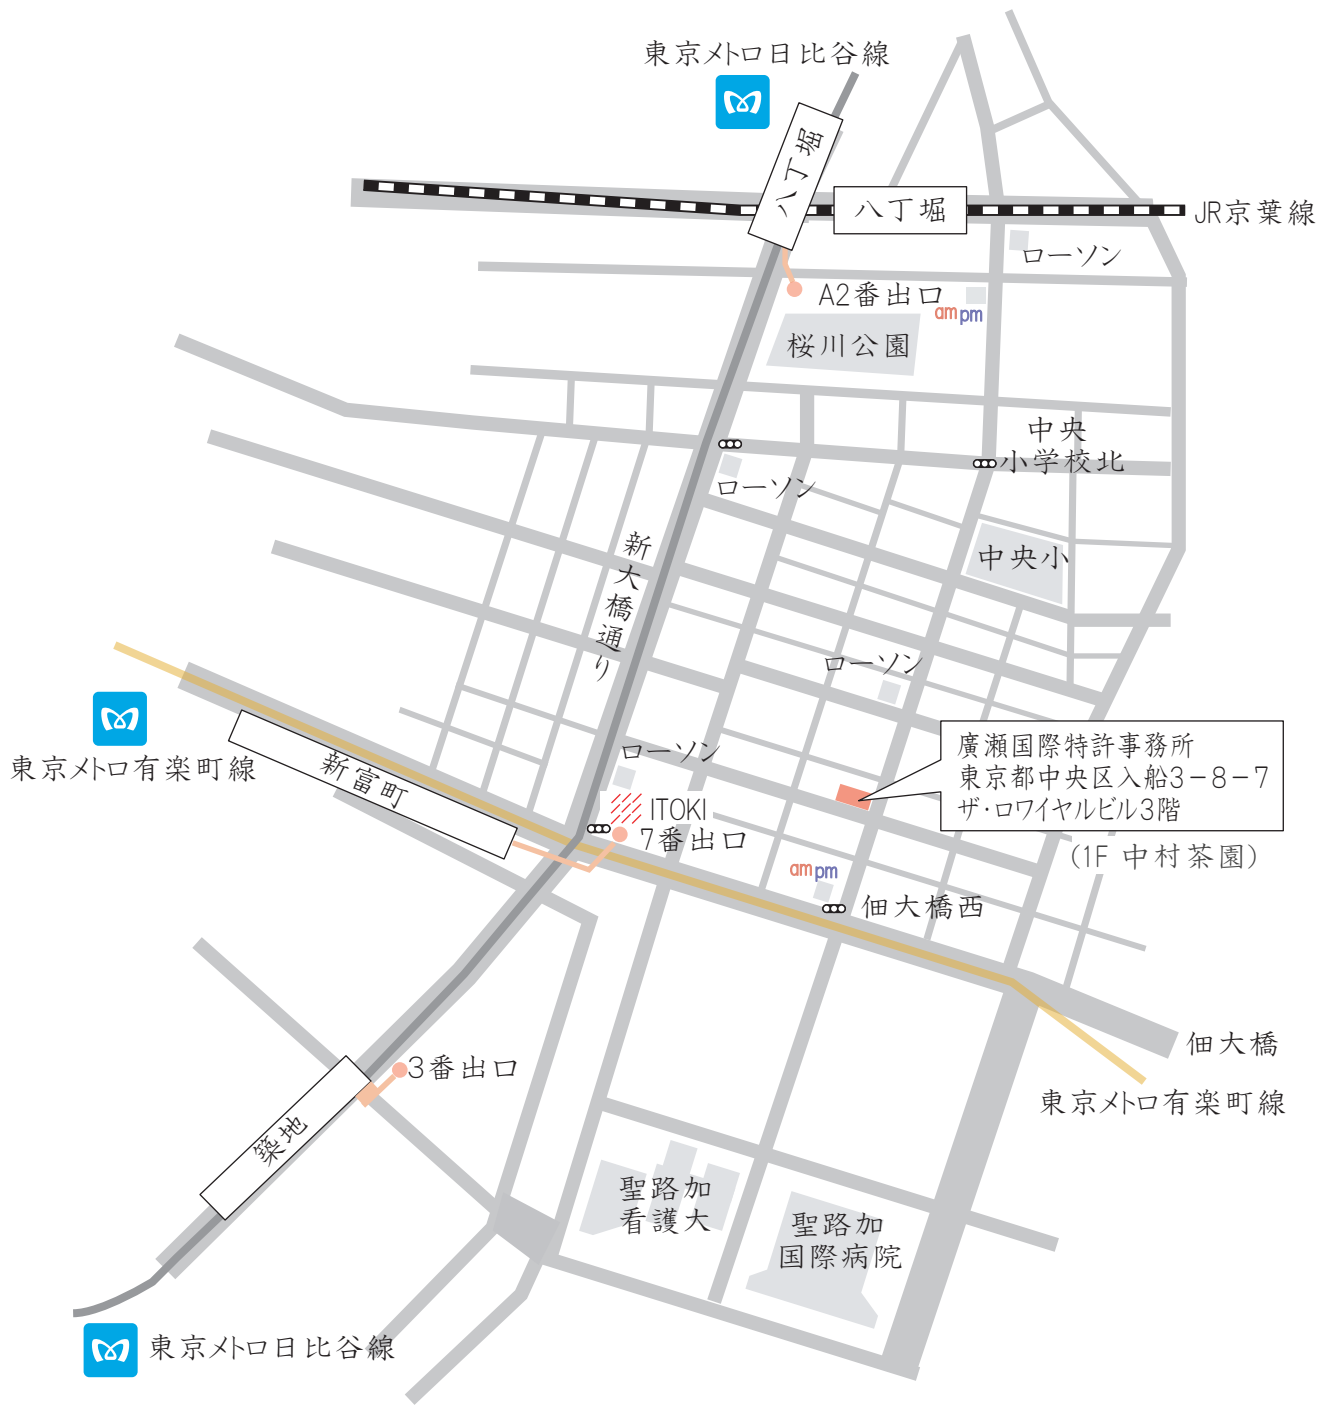 東京メトロ日比谷線
八丁堀
八丁堀
JR京葉線
ローソン
A2番出口
am pm
桜川公園
中央
小学校北
ローソン
中央小
新大橋通り
ローソン
東京メトロ有楽町線
新富町
ローソン
ITOKI
7番出口
廣瀬国際特許事務所
東京都中央区入船3-8-7
ザ・ロワイヤルビル3階
(1F 中村茶園)
am pm
佃大橋西
佃大橋
東京メトロ有楽町線
3番出口
築地
聖路加
看護大
聖路加
国際病院
東京メトロ日比谷線